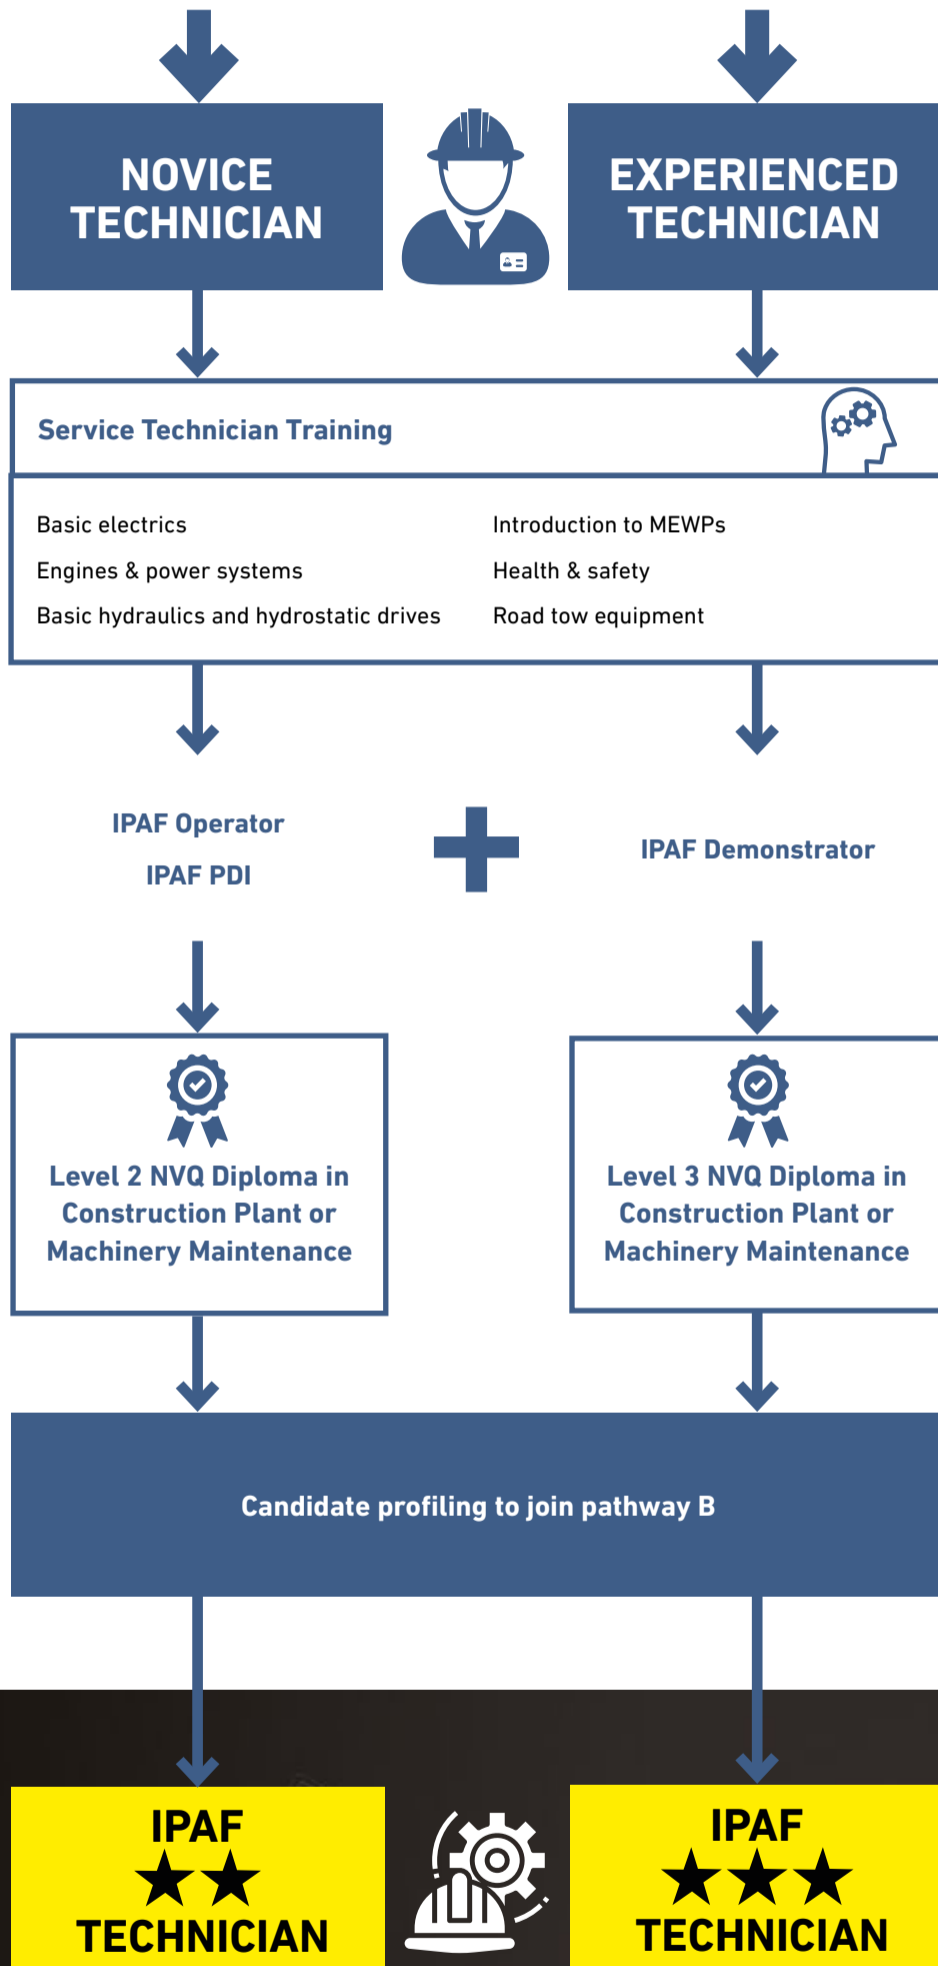 NOVICE
TECHNICIAN
EXPERIENCED
TECHNICIAN
Service Technician Training
Basic electrics
Engines & power systems
Basic hydraulics and hydrostatic drives
Introduction to MEWPs
Health & safety
Road tow equipment
IPAF Operator
IPAF PDI
IPAF Demonstrator
Level 2 NVQ Diploma in
Construction Plant or
Machinery Maintenance
Level 3 NVQ Diploma in
Construction Plant or
Machinery Maintenance
Candidate profiling to join pathway B
IPAF
TECHNICIAN
IPAF
TECHNICIAN